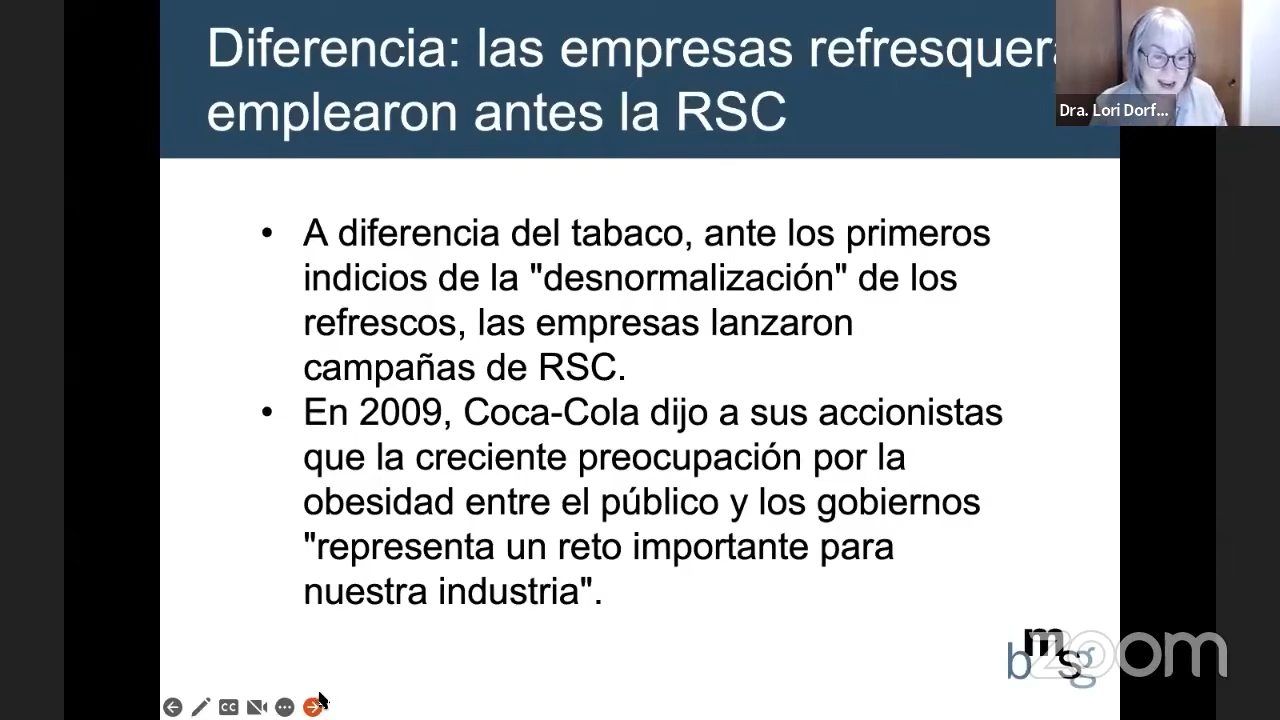 Diferencia: las empresas refresquera
emplearon antes la RSC
Dra. Lori Dorf...
• A diferencia del tabaco, ante los primeros
indicios de la "desnormalización" de los
refrescos, las empresas lanzaron
campañas de RSC.
• En 2009, Coca-Cola dijo a sus accionistas
que la creciente preocupación por la
obesidad entre el público y los gobiernos
"representa un reto importante para
nuestra industria".
bmsg
zoom
CC